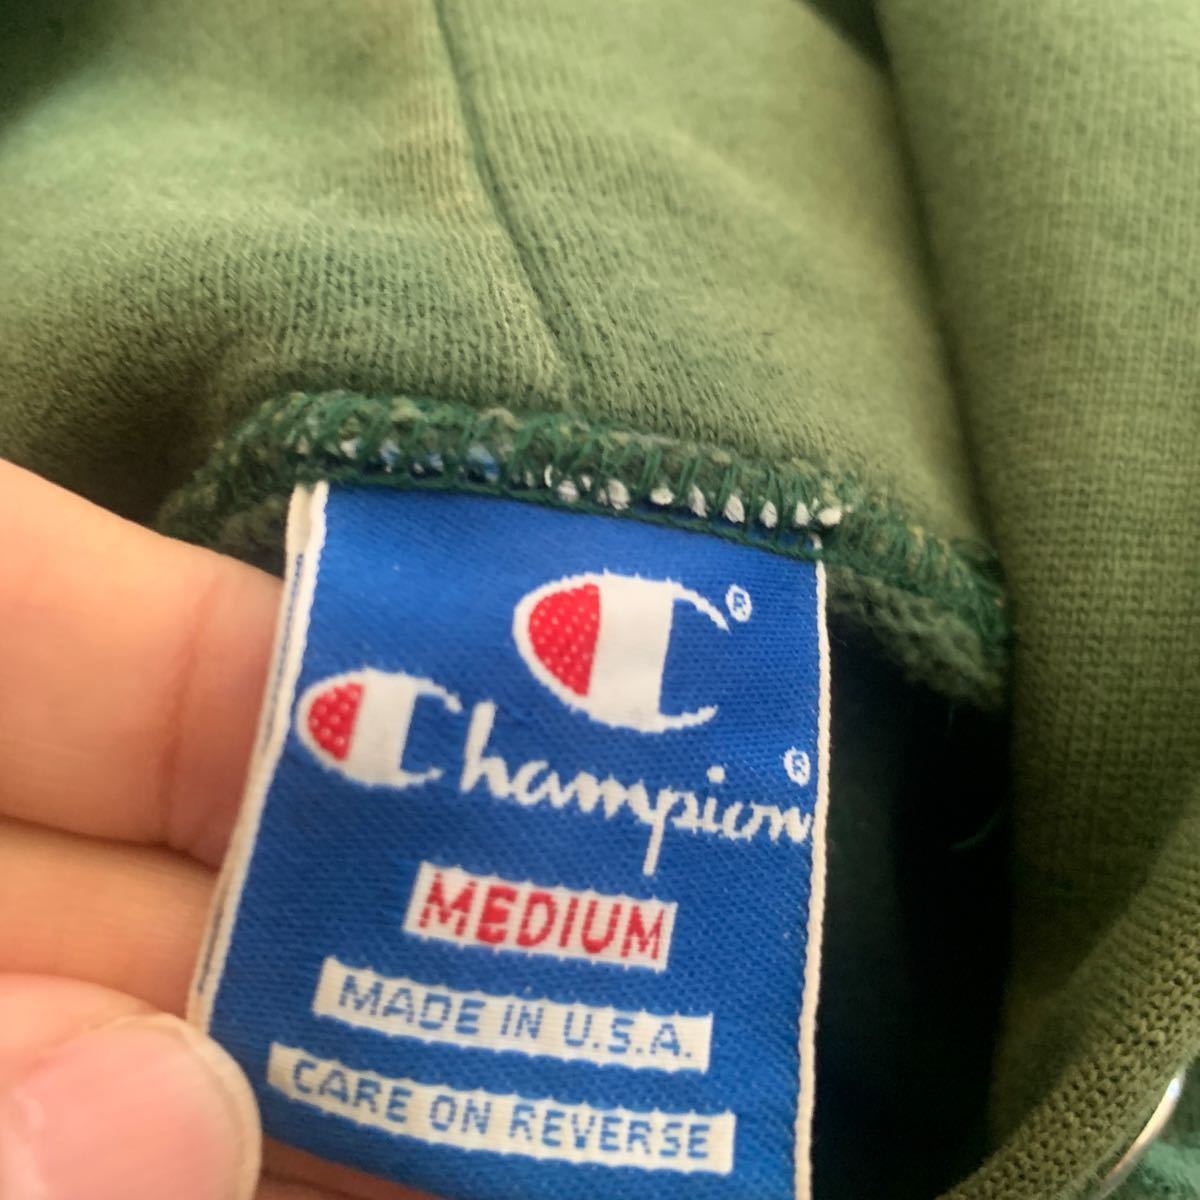 ®
Champion®
MEDIUM
MADE IN U.S.A.
CARE ON REVERSE